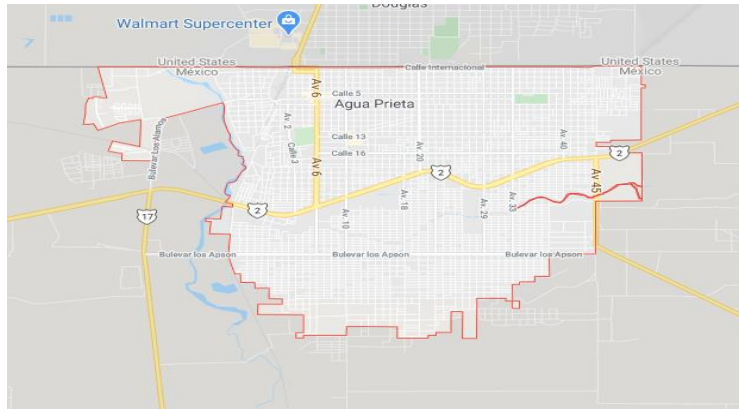 Douglas
Walmart Supercenter
United States
México
Calle Internacional
United States
México
Av 6
Calle 5
Agua Prieta
Av. 2
Calle 13
Calle 3
Calle 16
Av 6
Av. 20
Av. 40
Bulevar Los Alamos
2
2
Av 45
17
2
Av. 10
Av. 18
Av. 29
Av. 33
Bulevar los Apson
Bulevar los Apson
Bulevar los Apson